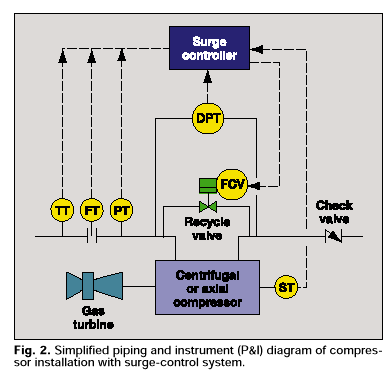 Surge
controller
DPT
TT
FT
PT
FCV
Recycle
valve
Check
valve
Centrifugal
or axial
compressor
ST
Gas
turbine
Fig. 2. Simplified piping and instrument (P&I) diagram of compres-
sor installation with surge-control system.